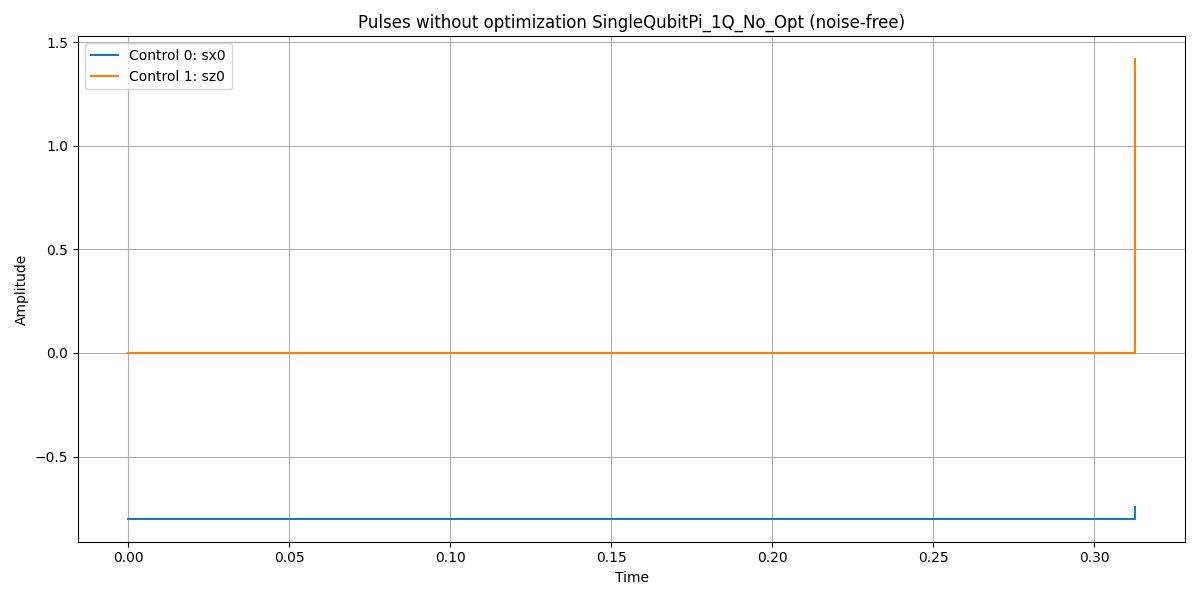 Pulses without optimization SingleQubitPi_1Q_No_Opt (noise-free)
Control 0: sx0
Control 1: sz0
1.5
1.0
0.5
0.0
−0.5
Amplitude
0.00 0.05 0.10 0.15 0.20 0.25 0.30
Time